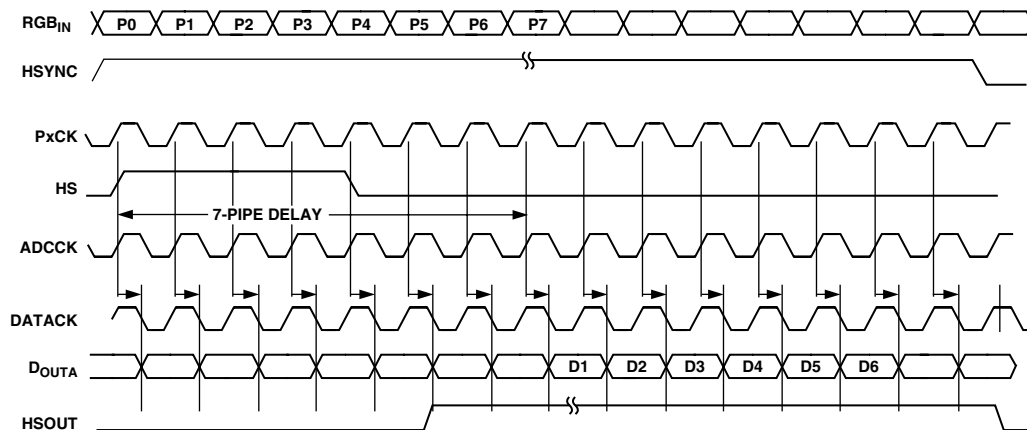 RGBIN P0 P1 P2 P3 P4 P5 P6 P7
HSYNC
PxCK
HS
7-PIPE DELAY
ADCCK
DATACK
DOUTA D1 D2 D3 D4 D5 D6
HSOUT